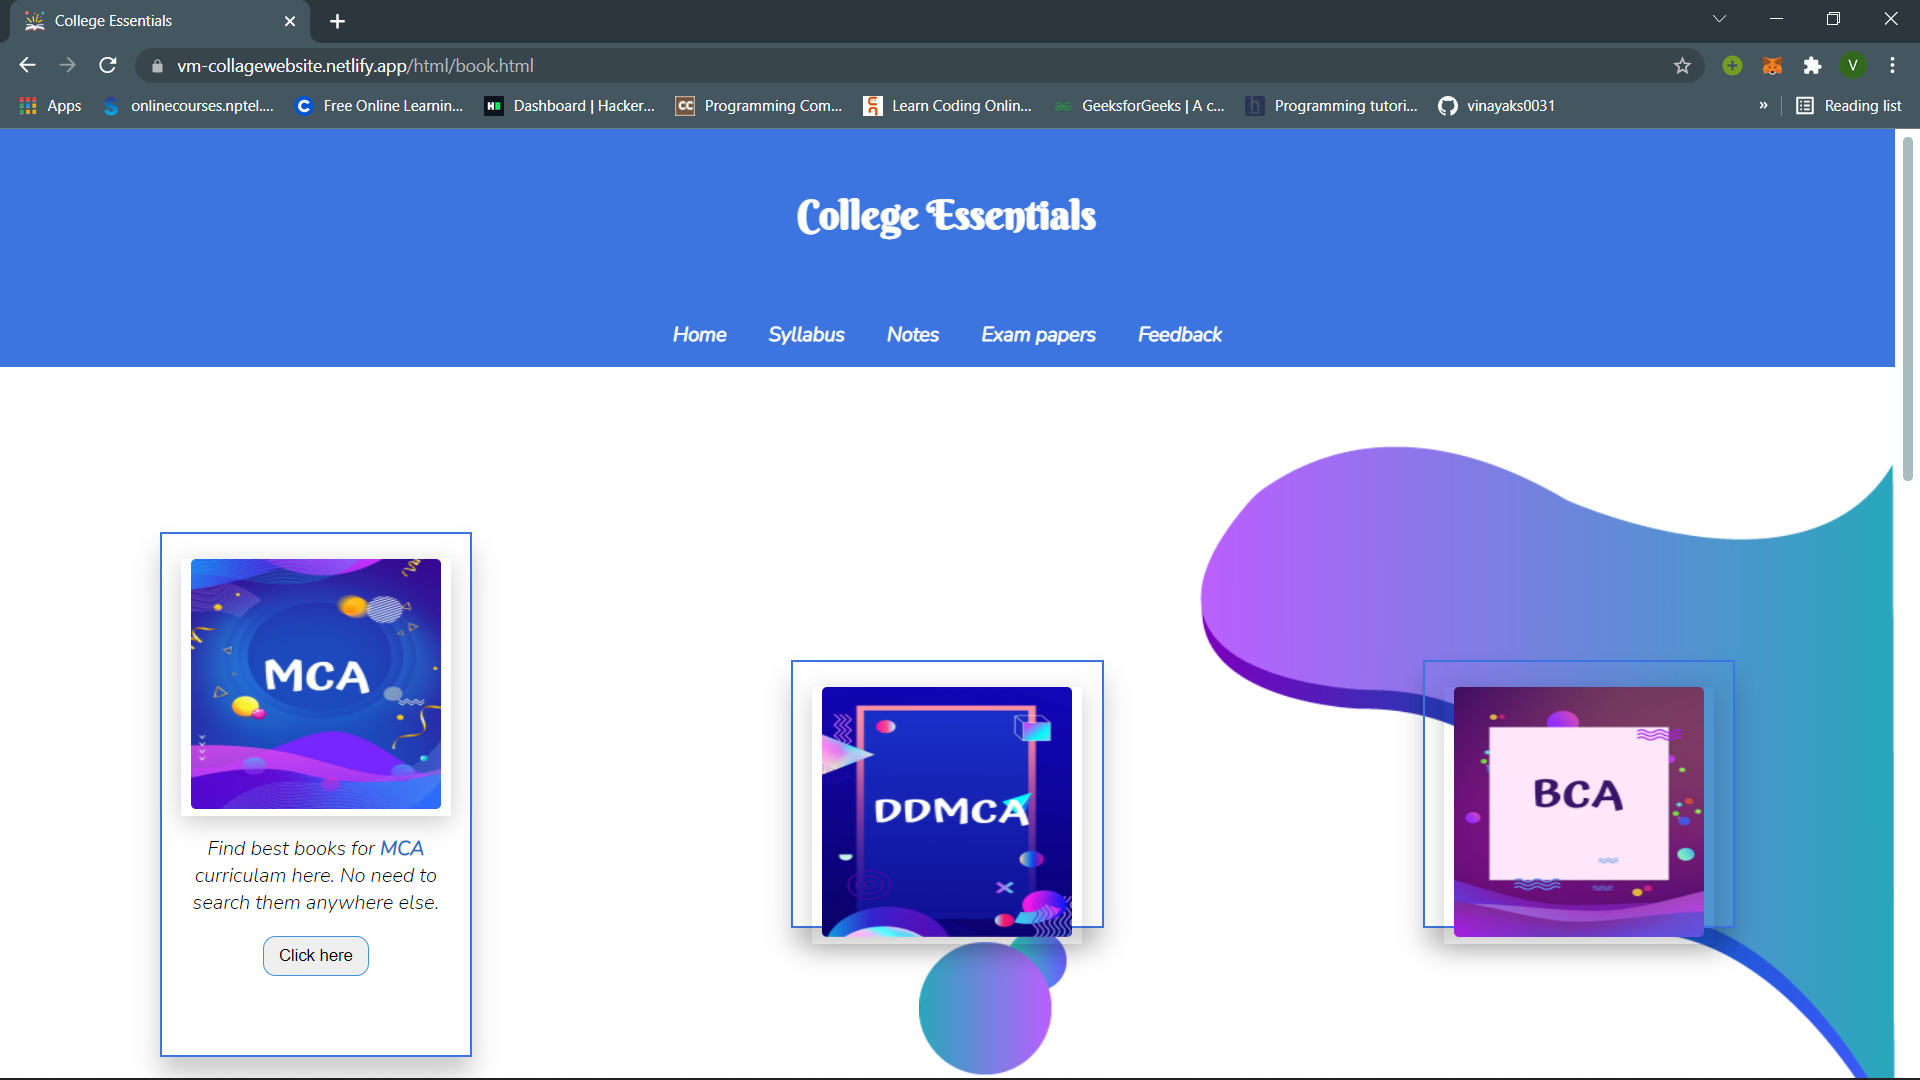 College Essentials
vm-collagewebsite.netlify.app/html/book.html
V
Apps
onlinecourses.nptel....
Free Online Learnin...
Dashboard | Hacker...
Programming Com...
Learn Coding Onlin...
GeeksforGeeks | A c...
Programming tutori...
vinayaks0031
»
Reading list
College Essentials
Home Syllabus Notes Exam papers Feedback
MCA
DDMCA
BCA
Find best books for MCA
curriculam here. No need to
search them anywhere else.
Click here